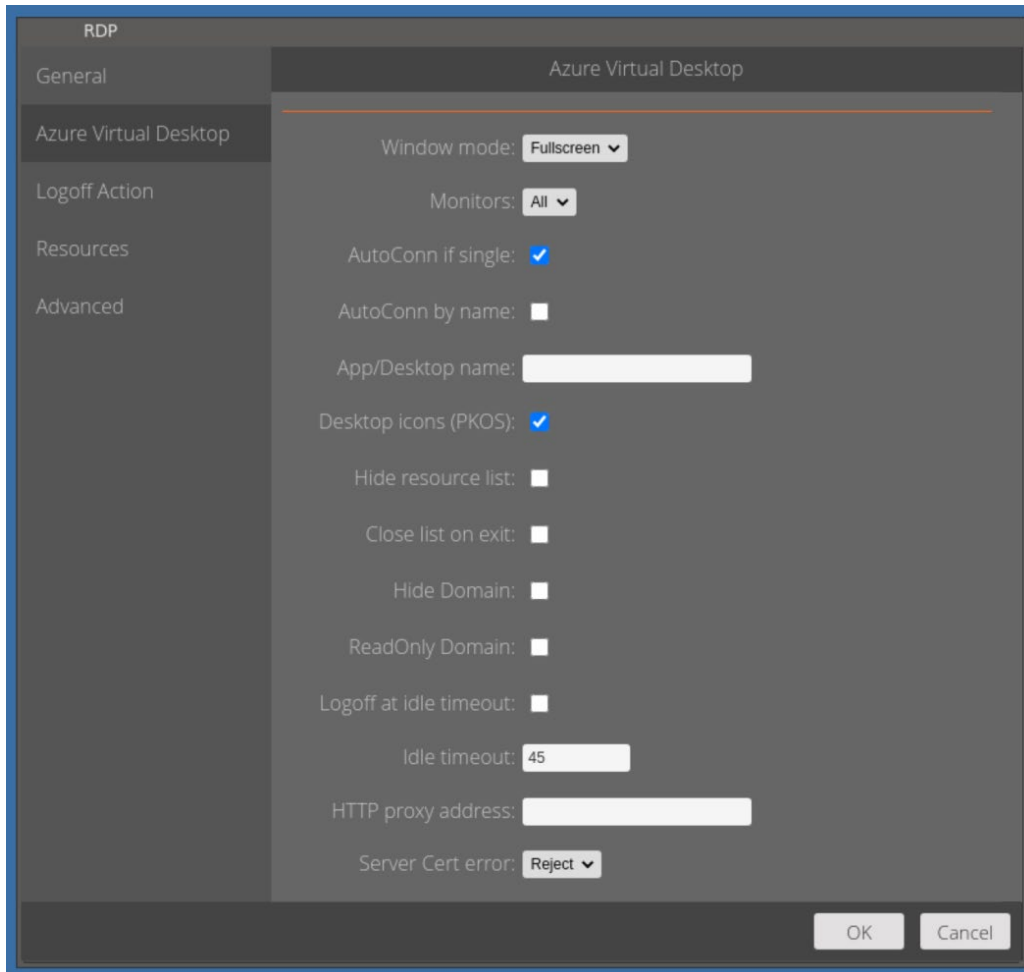 RDP
General
Azure Virtual Desktop
Logoff Action
Resources
Advanced
Azure Virtual Desktop
Window mode: Fullscreen
Monitors: All
AutoConn if single:
AutoConn by name:
App/Desktop name:
Desktop icons (PKOS):
Hide resource list:
Close list on exit:
Hide Domain:
ReadOnly Domain:
Logoff at idle timeout:
Idle timeout: 45
HTTP proxy address:
Server Cert error: Reject
OK Cancel